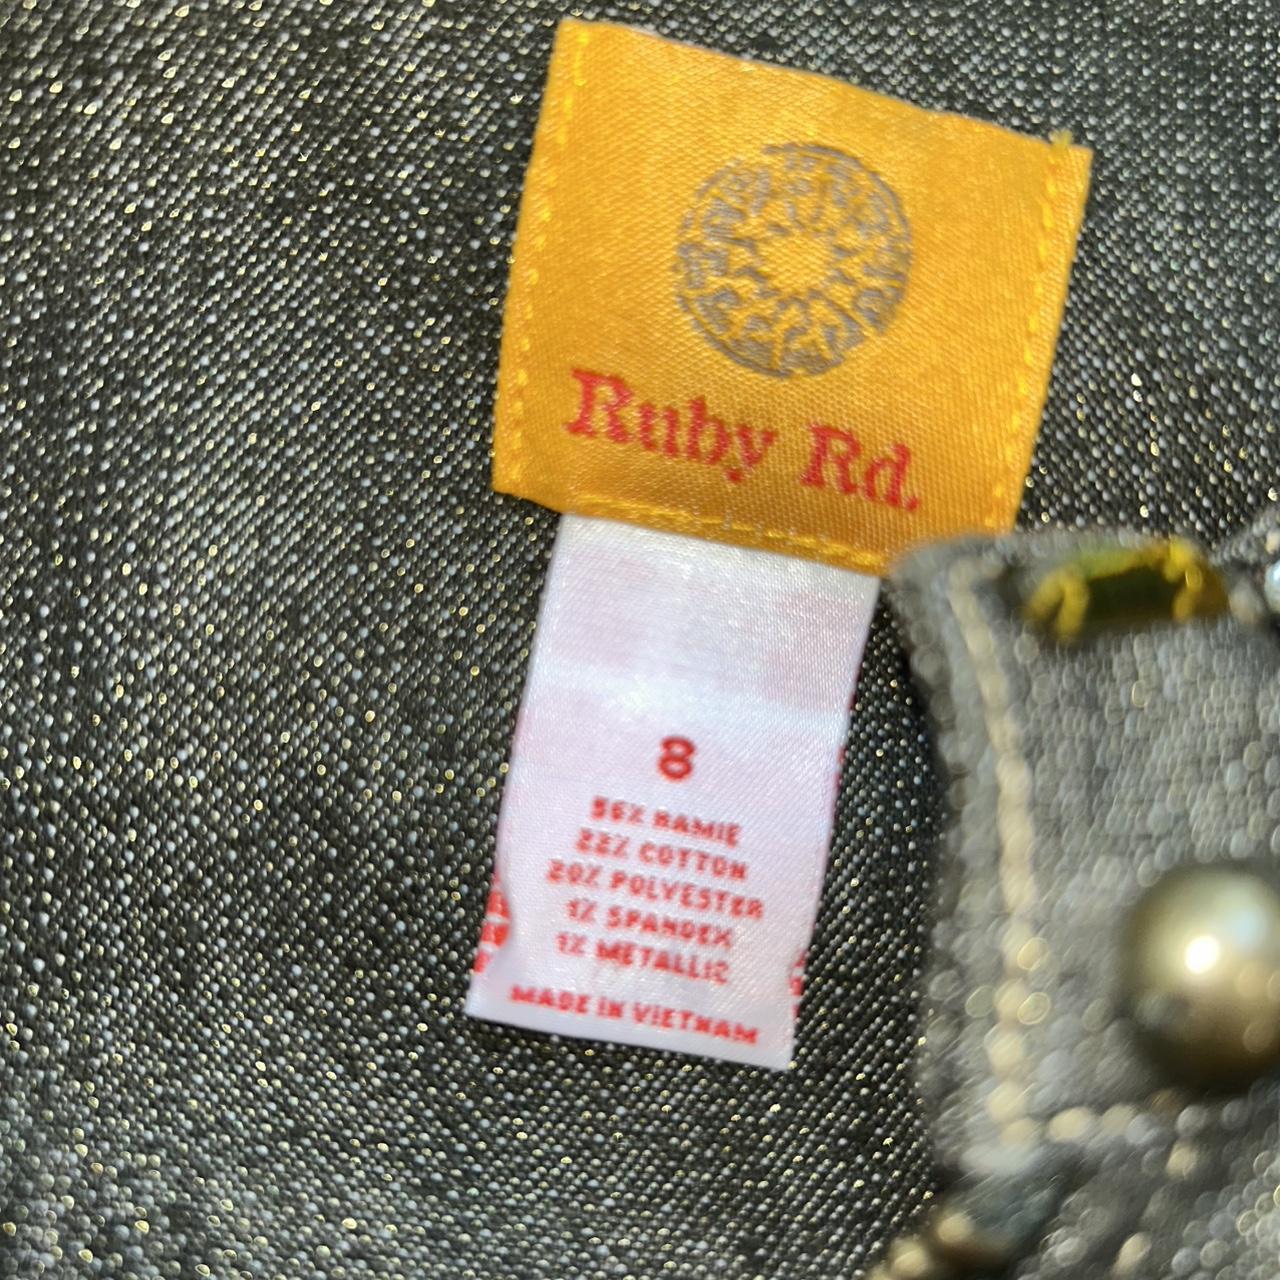 Ruby Rd.
8
56% RAMIE
22% COTTON
20% POLYESTER
1% SPANDEX
1% METALLIC
MADE IN VIETNAM